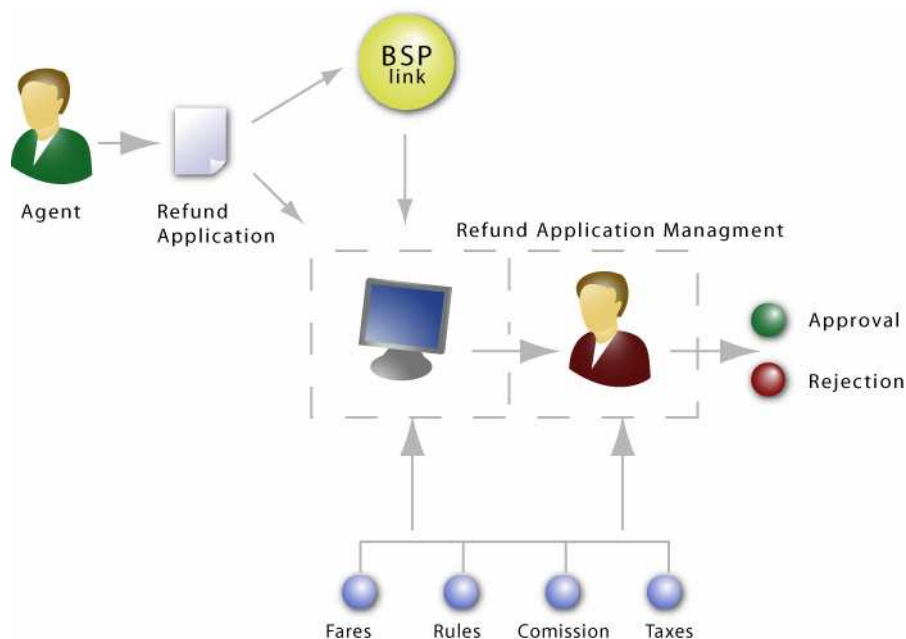 BSP
link
Agent
Refund
Application
Refund Application Managment
Approval
Rejection
Fares
Rules
Comission
Taxes